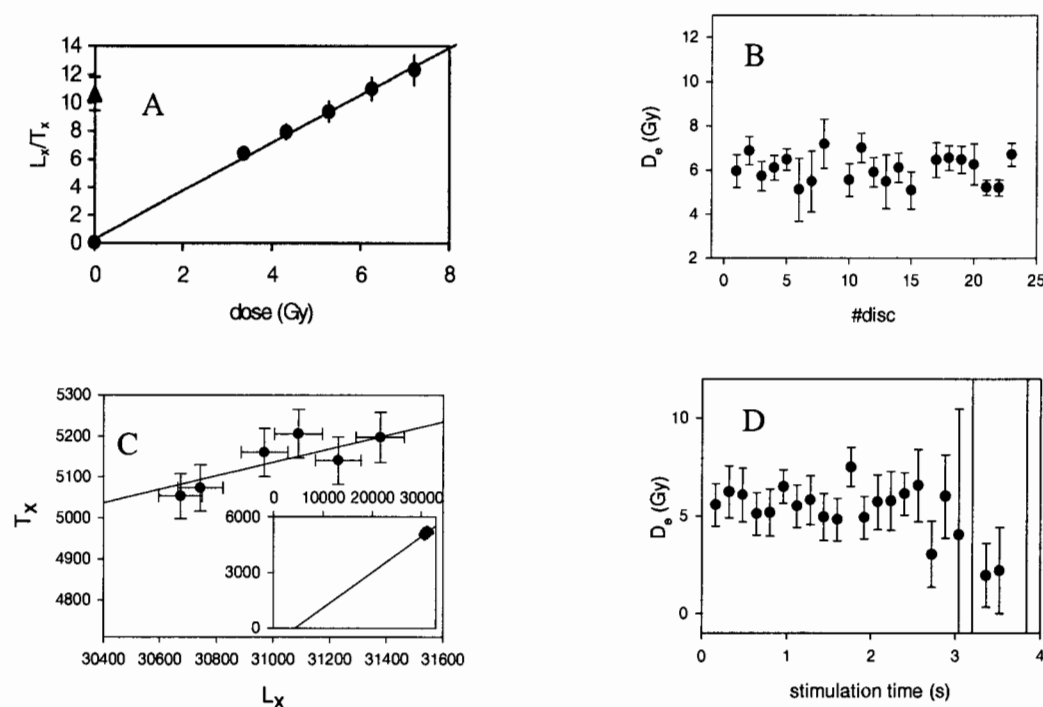 A
L_x/T_x
14
12
10
8
6
4
2
0
0 2 4 6 8
dose (Gy)
B
D_e (Gy)
12
10
8
6
4
2
0 5 10 15 20 25
#disc
C
T_x
5300
5200
5100
5000
4900
4800
0 10000 20000 30000
6000
3000
0
30400 30600 30800 31000 31200 31400 31600
L_x
D
D_e (Gy)
10
5
0
0 1 2 3 4
stimulation time (s)